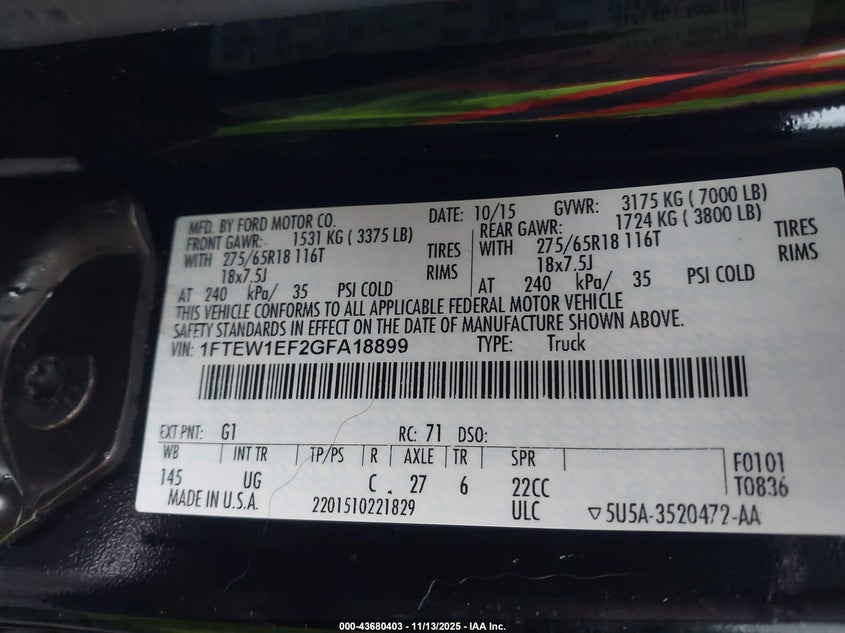 MFD. BY FORD MOTOR CO. DATE: 10/15 GVWR: 3175 KG ( 7000 LB)
FRONT GAWR: 1531 KG ( 3375 LB) REAR GAWR: 1724 KG ( 3800 LB)
WITH 275/65R18 116T TIRES WITH 275/65R18 116T TIRES
18x7.5J RIMS 18x7.5J RIMS
AT 240 kPa/ 35 PSI COLD AT 240 kPa/ 35 PSI COLD
THIS VEHICLE CONFORMS TO ALL APPLICABLE FEDERAL MOTOR VEHICLE
SAFETY STANDARDS IN EFFECT ON THE DATE OF MANUFACTURE SHOWN ABOVE.
VIN: 1FTEW1EF2GFA18899 TYPE: Truck
EXT PNT: G1 RC: 71 DSO:
WB INT TR TP/PS R AXLE TR SPR F0101
145 UG C . 27 6 22CC T0836
MADE IN U.S.A. 2201510221829 ULC ▽5U5A-3520472-AA
000-43680403 - 11/13/2025 - IAA Inc.